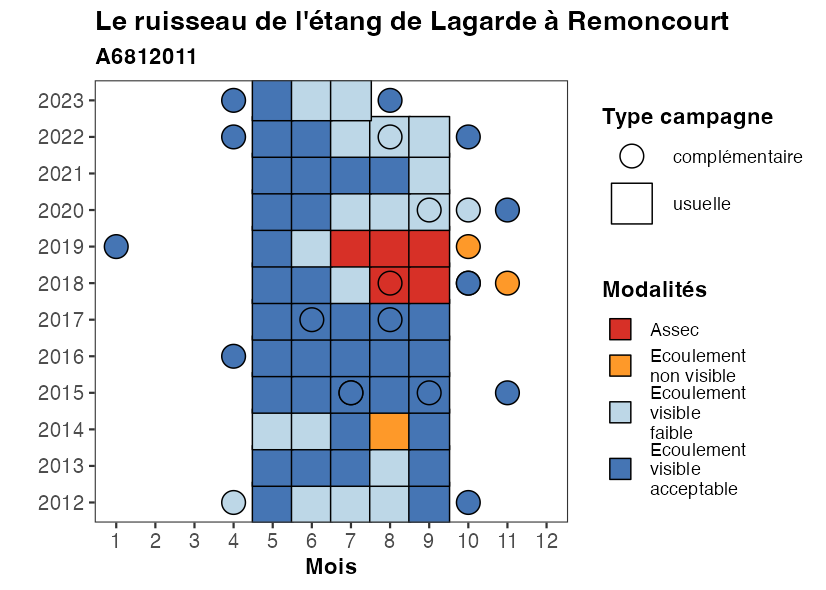 Le ruisseau de l'étang de Lagarde à Remoncourt
A6812011
2023
2022
2021
2020
2019
2018
2017
2016
2015
2014
2013
2012
1 2 3 4 5 6 7 8 9 10 11 12
Mois
Type campagne
complémentaire
usuelle
Modalités
Assec
Ecoulement
non visible
Ecoulement
visible
faible
Ecoulement
visible
acceptable